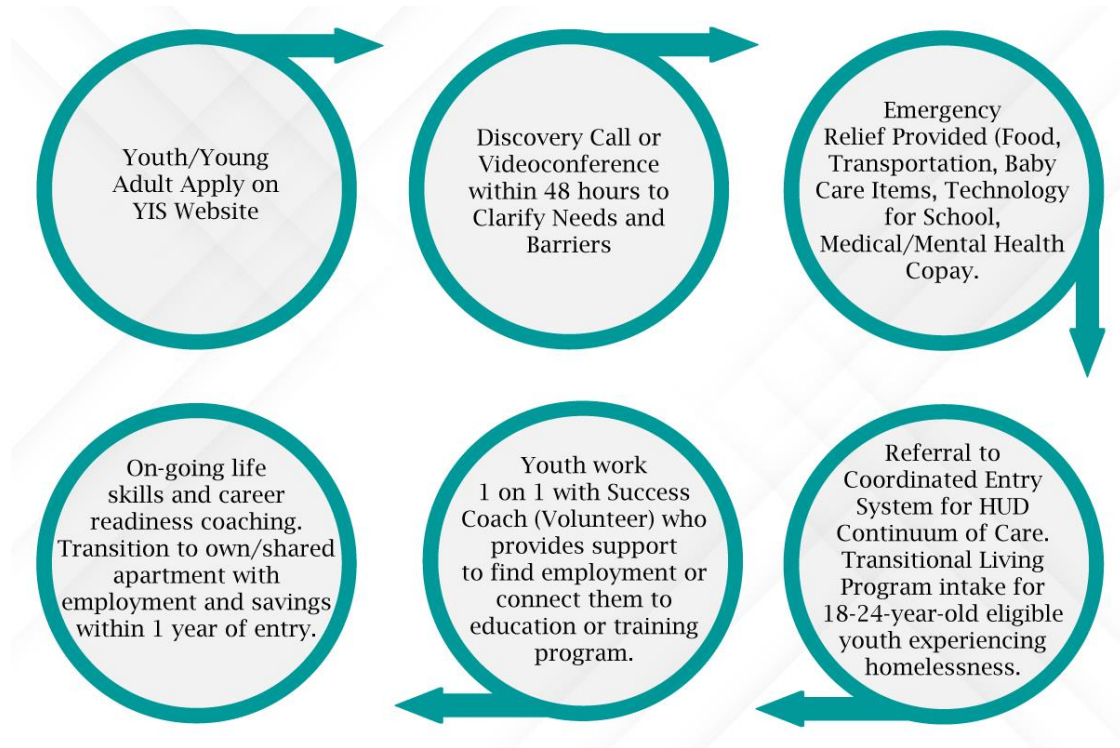 Youth/Young
Adult Apply on
YIS Website
Discovery Call or
Videoconference
within 48 hours to
Clarify Needs and
Barriers
Emergency
Relief Provided (Food,
Transportation, Baby
Care Items, Technology
for School,
Medical/Mental Health
Copay.
Referral to
Coordinated Entry
System for HUD
Continuum of Care.
Transitional Living
Program intake for
18-24-year-old eligible
youth experiencing
homelessness.
Youth work
1 on 1 with Success
Coach (Volunteer) who
provides support
to find employment or
connect them to
education or training
program.
On-going life
skills and career
readiness coaching.
Transition to own/shared
apartment with
employment and savings
within 1 year of entry.